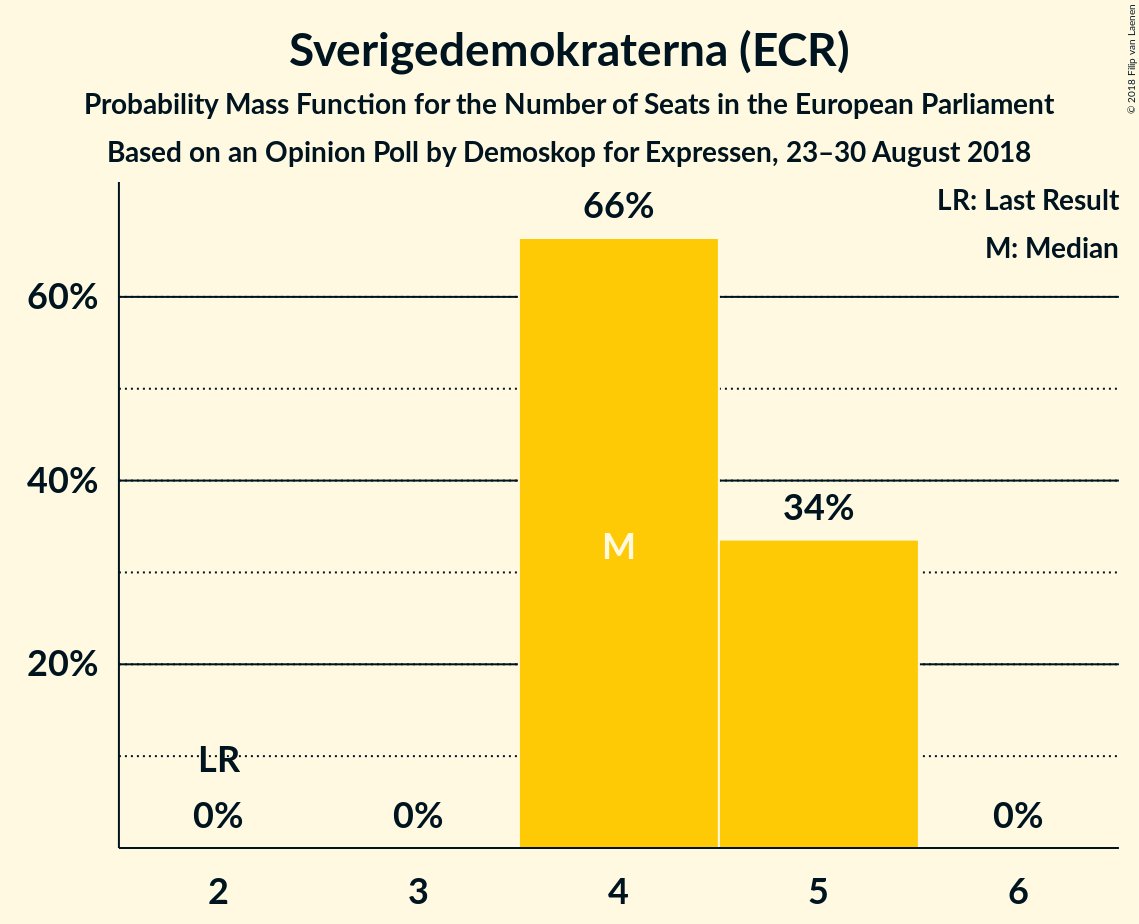 Sverigedemokraterna (ECR)
Probability Mass Function for the Number of Seats in the European Parliament
Based on an Opinion Poll by Demoskop for Expressen, 23–30 August 2018
© 2018 Filip van Laenen
LR: Last Result
M: Median
66%
60%
40%
34%
M
20%
LR
0%
0%
0%
2
3
4
5
6